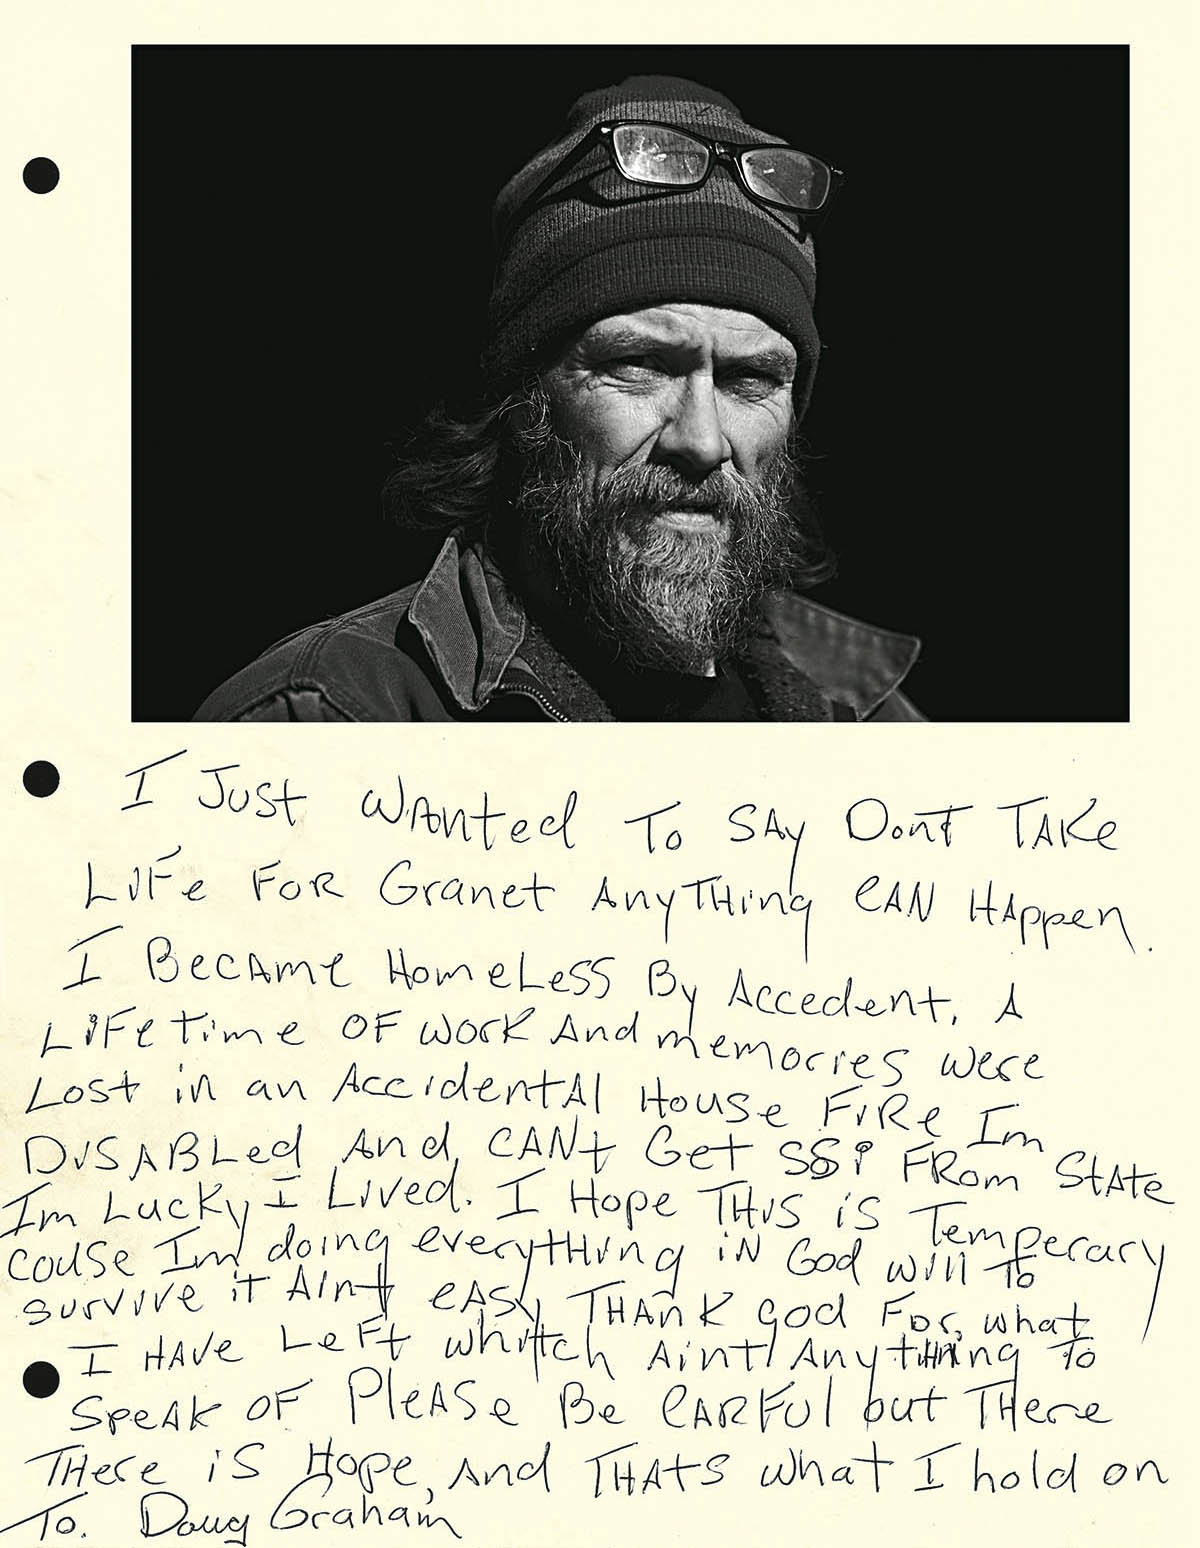 I Just wanted To SAy Dont TAKe
LiFe FOR Granet AnyTHing CAN HAppen.
I BecAme HomeLess By Accedent, A
LiFetime OF work And memorries were
Lost in an AccidentAl House FiRe Im
DiSABLed And CANt Get SSi FRom StAte
Im Lucky I Lived. I Hope THis is Temperary
couse Im doing everytHing iN God will To
survive it Aint eASy THANK god For, what
I HAve LeFt whitch Aint AnytHing To
SpeAk OF PleASe Be CARFul but THere
THere iS Hope, And THAts what I hold on
To. Doug Graham